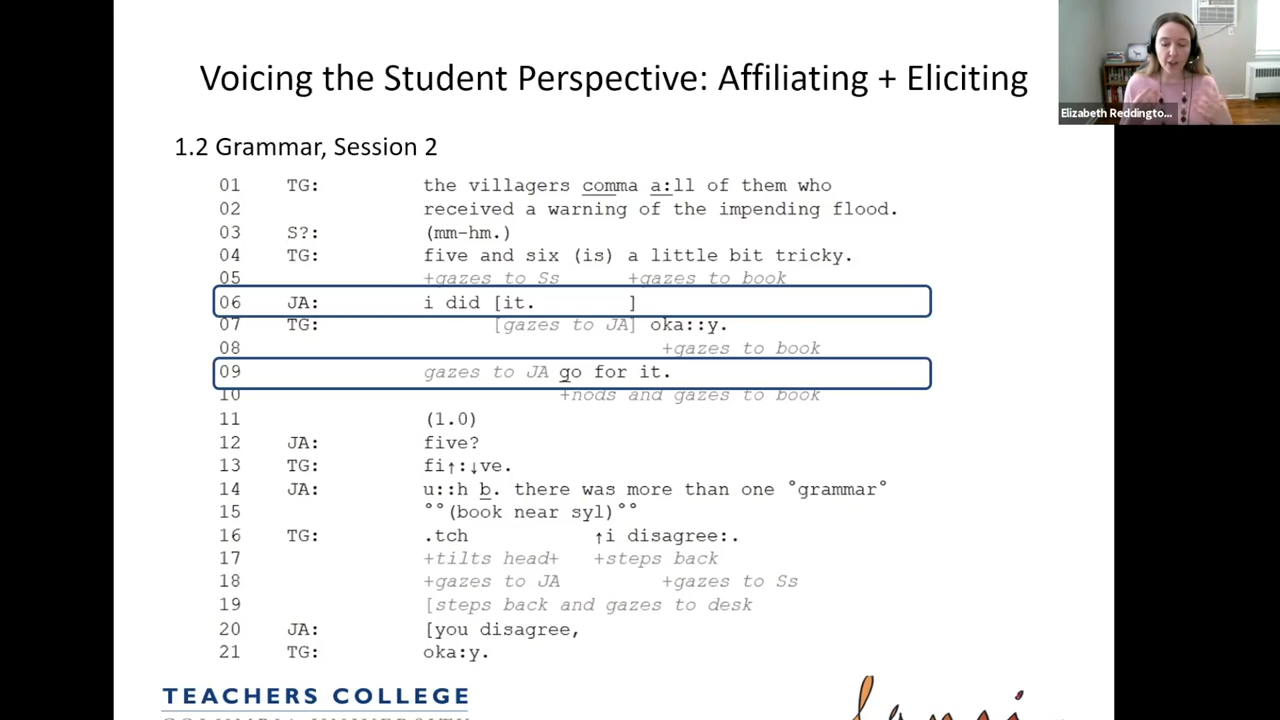 Voicing the Student Perspective: Affiliating + Eliciting
Elizabeth Reddingto...
1.2 Grammar, Session 2
01 TG: the villagers comma a:ll of them who
02 received a warning of the impending flood.
03 S?: (mm-hm.)
04 TG: five and six (is) a little bit tricky.
05 +gazes to Ss +gazes to book
06 JA: i did [it. ]
07 TG: [gazes to JA] oka::y.
08 +gazes to book
09 gazes to JA go for it.
10 +nods and gazes to book
11 (1.0)
12 JA: five?
13 TG: fi↑:↓ve.
14 JA: u::h b. there was more than one °grammar°
15 °°(book near syl)°°
16 TG: .tch ↑i disagree:.
17 +tilts head+ +steps back
18 +gazes to JA +gazes to Ss
19 [steps back and gazes to desk
20 JA: [you disagree,
21 TG: oka:y.
TEACHERS COLLEGE
COLUMBIA UNIVERSITY